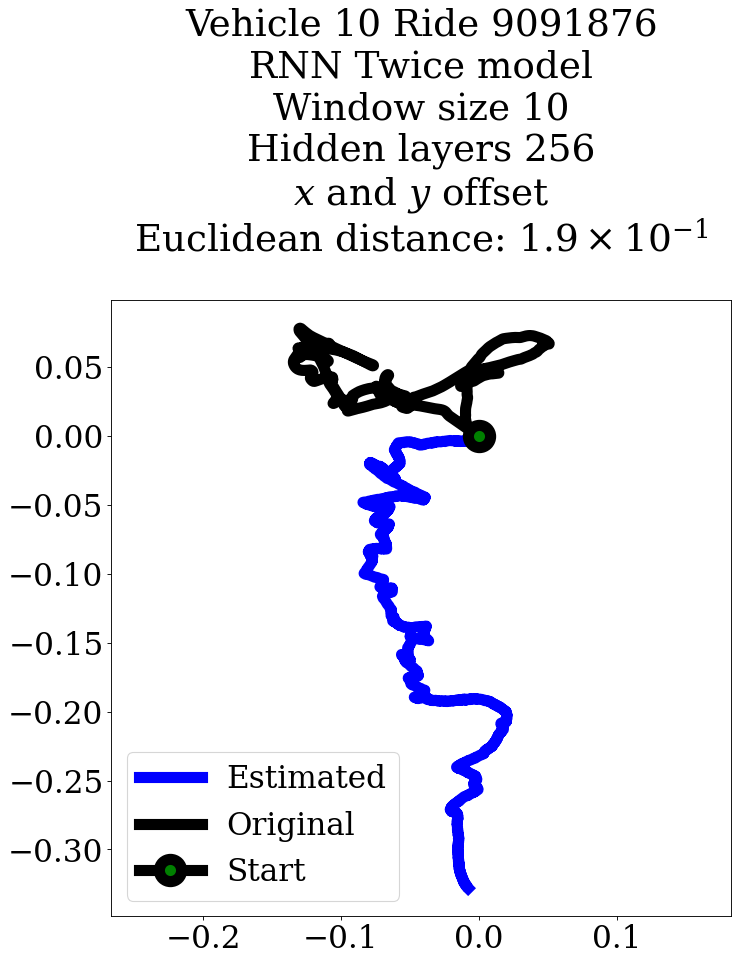 Vehicle 10 Ride 9091876
RNN Twice model
Window size 10
Hidden layers 256
x and y offset
Euclidean distance: 1.9 × 10⁻¹
0.05
0.00
−0.05
−0.10
−0.15
−0.20
−0.25
−0.30
Estimated
Original
Start
−0.2 −0.1 0.0 0.1